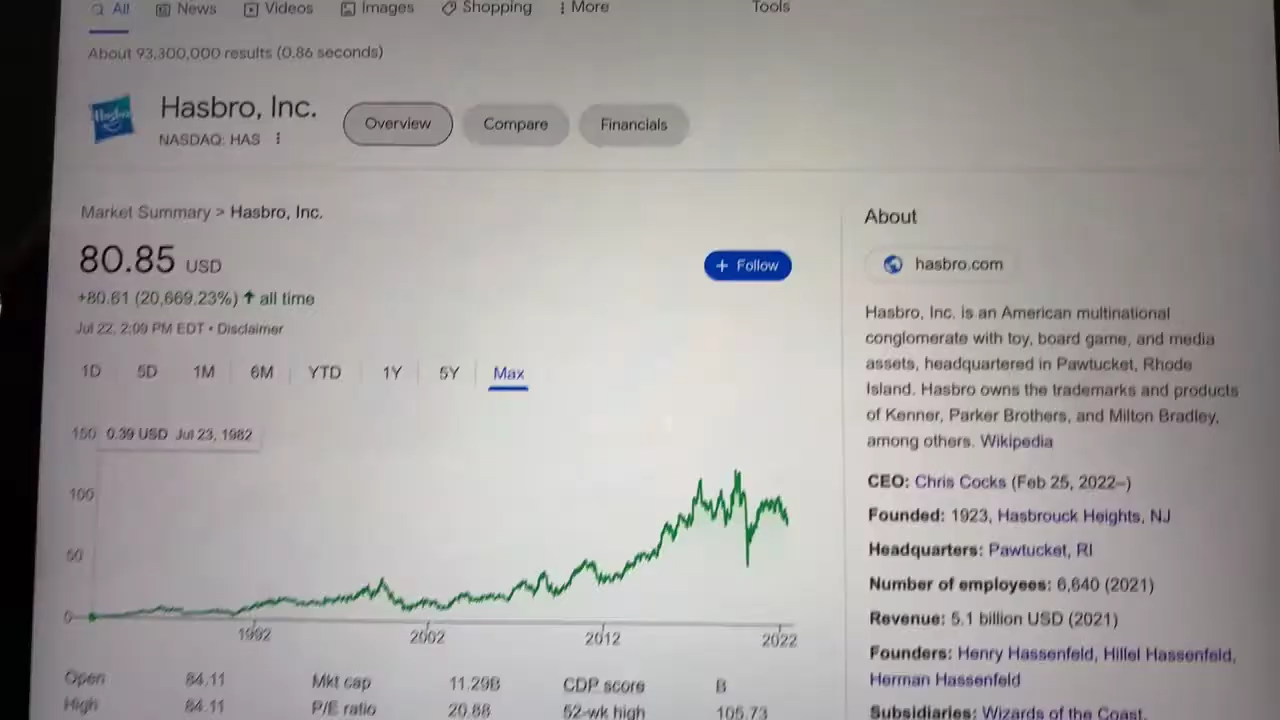 All News Videos Images Shopping More Tools
About 93,300,000 results (0.86 seconds)
Hasbro
Hasbro, Inc.
NASDAQ: HAS
Overview Compare Financials
Market Summary > Hasbro, Inc.
80.85 USD
+ Follow
+80.61 (20,669.23%) ↑ all time
Jul 22, 2:09 PM EDT • Disclaimer
1D 5D 1M 6M YTD 1Y 5Y Max
150 0.39 USD Jul 23, 1982
100
50
0
1992 2002 2012 2022
Open 84.11 Mkt cap 11.29B CDP score B
High 84.11 P/E ratio 20.88 52-wk high 105.73
About
hasbro.com
Hasbro, Inc. is an American multinational
conglomerate with toy, board game, and media
assets, headquartered in Pawtucket, Rhode
Island. Hasbro owns the trademarks and products
of Kenner, Parker Brothers, and Milton Bradley,
among others. Wikipedia
CEO: Chris Cocks (Feb 25, 2022–)
Founded: 1923, Hasbrouck Heights, NJ
Headquarters: Pawtucket, RI
Number of employees: 6,640 (2021)
Revenue: 5.1 billion USD (2021)
Founders: Henry Hassenfeld, Hillel Hassenfeld,
Herman Hassenfeld
Subsidiaries: Wizards of the Coast,